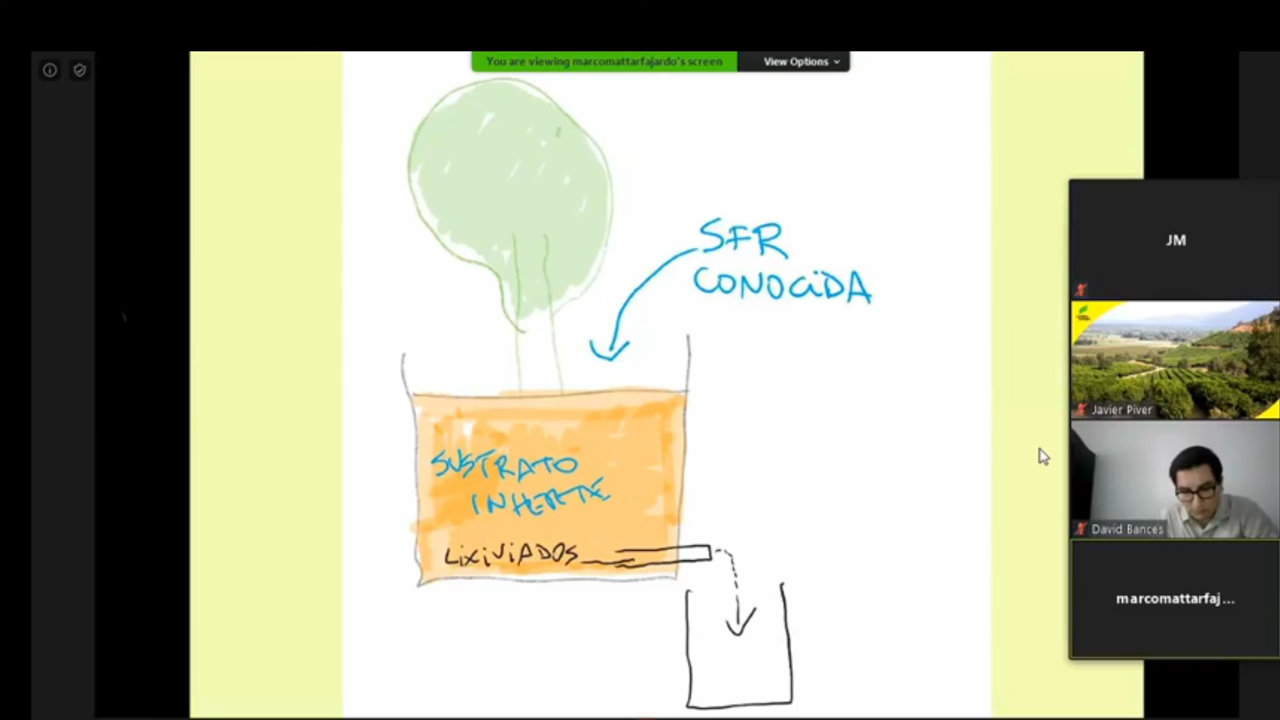 You are viewing marcomattarfajardo's screen
View Options
SFR
CONOCIDA
SUSTRATO
INHERTE
LIXIVIADOS
JM
Javier Piver
David Bances
marcomattarfaj...